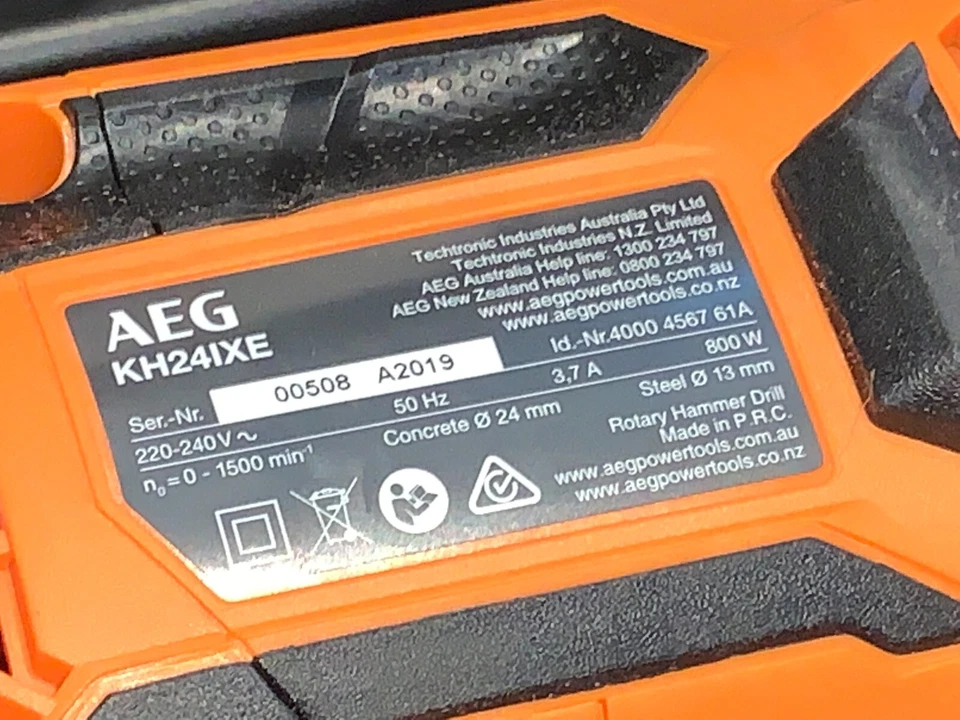 Techtronic Industries Australia Pty Ltd
Techtronic Industries N.Z. Limited
AEG Australia Help line: 1300 234 797
AEG New Zealand Help line: 0800 234 797
www.aegpowertools.com.au
www.aegpowertools.co.nz
AEG
KH24IXE
Ser.-Nr. 00508 A2019 Id.-Nr.4000 4567 61A
220-240V ~ 50 Hz 3,7 A 800 W
n₀ = 0 - 1500 min⁻¹ Concrete Ø 24 mm Steel Ø 13 mm
Rotary Hammer Drill
Made in P.R.C.
www.aegpowertools.com.au
www.aegpowertools.co.nz